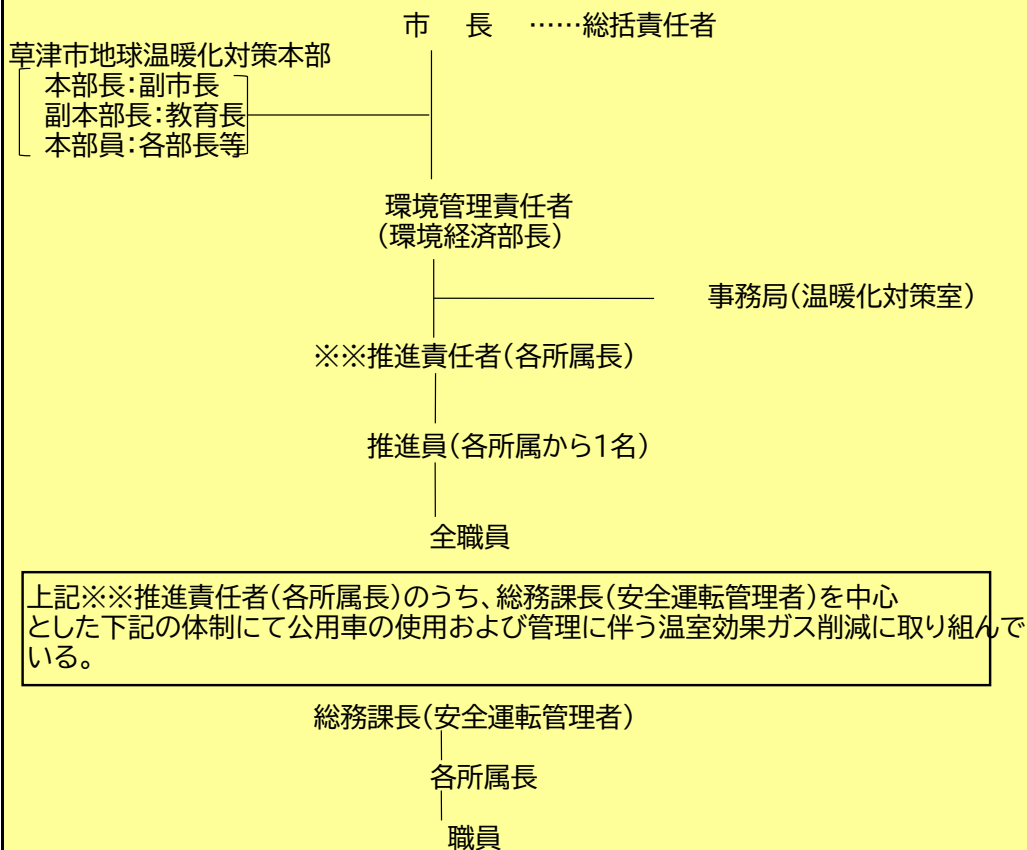 市 長 ……総括責任者
草津市地球温暖化対策本部
本部長:副市長
副本部長:教育長
本部員:各部長等
環境管理責任者
(環境経済部長)
事務局(温暖化対策室)
※※推進責任者(各所属長)
推進員(各所属から1名)
全職員
上記※※推進責任者(各所属長)のうち、総務課長(安全運転管理者)を中心
とした下記の体制にて公用車の使用および管理に伴う温室効果ガス削減に取り組んで
いる。
総務課長(安全運転管理者)
各所属長
職員